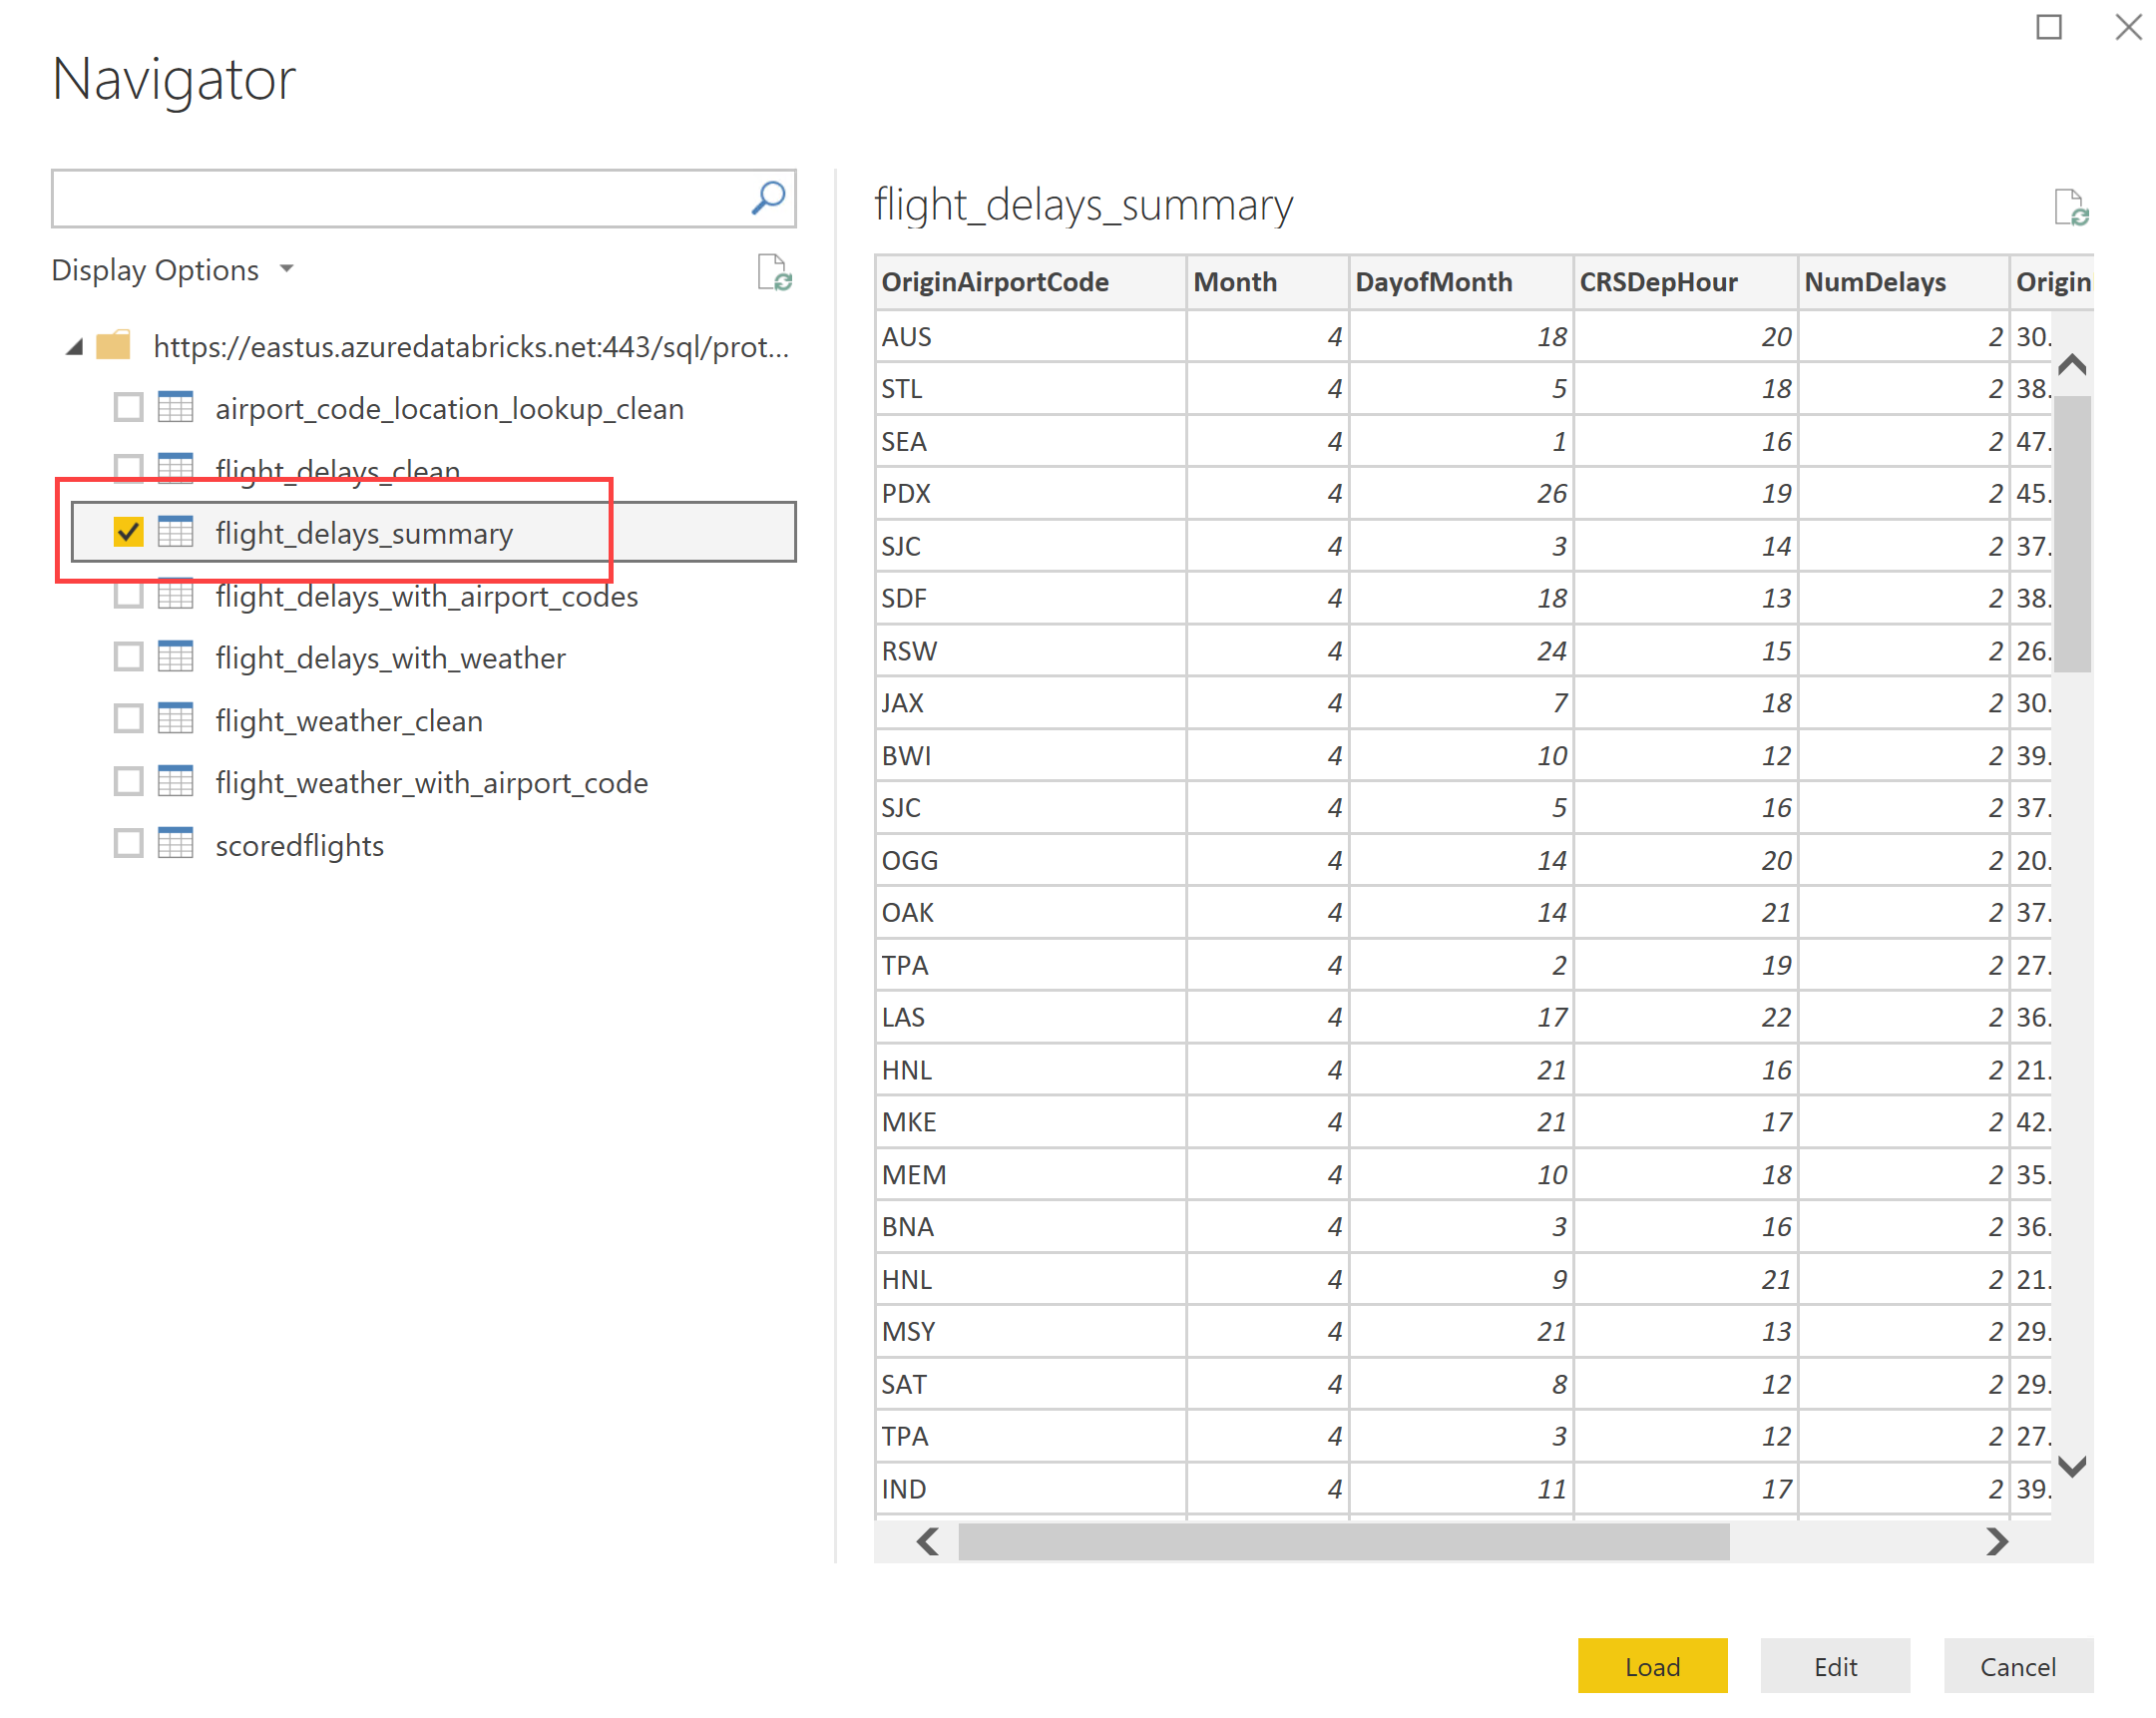 Navigator
Display Options
https://eastus.azuredatabricks.net:443/sql/prot...
airport_code_location_lookup_clean
flight_delays_clean
flight_delays_summary
flight_delays_with_airport_codes
flight_delays_with_weather
flight_weather_clean
flight_weather_with_airport_code
scoredflights
flight_delays_summary
OriginAirportCode Month DayofMonth CRSDepHour NumDelays Origin
AUS 4 18 20 2 30.
STL 4 5 18 2 38.
SEA 4 1 16 2 47.
PDX 4 26 19 2 45.
SJC 4 3 14 2 37.
SDF 4 18 13 2 38.
RSW 4 24 15 2 26.
JAX 4 7 18 2 30.
BWI 4 10 12 2 39.
SJC 4 5 16 2 37.
OGG 4 14 20 2 20.
OAK 4 14 21 2 37.
TPA 4 2 19 2 27.
LAS 4 17 22 2 36.
HNL 4 21 16 2 21.
MKE 4 21 17 2 42.
MEM 4 10 18 2 35.
BNA 4 3 16 2 36.
HNL 4 9 21 2 21.
MSY 4 21 13 2 29.
SAT 4 8 12 2 29.
TPA 4 3 12 2 27.
IND 4 11 17 2 39.
Load Edit Cancel